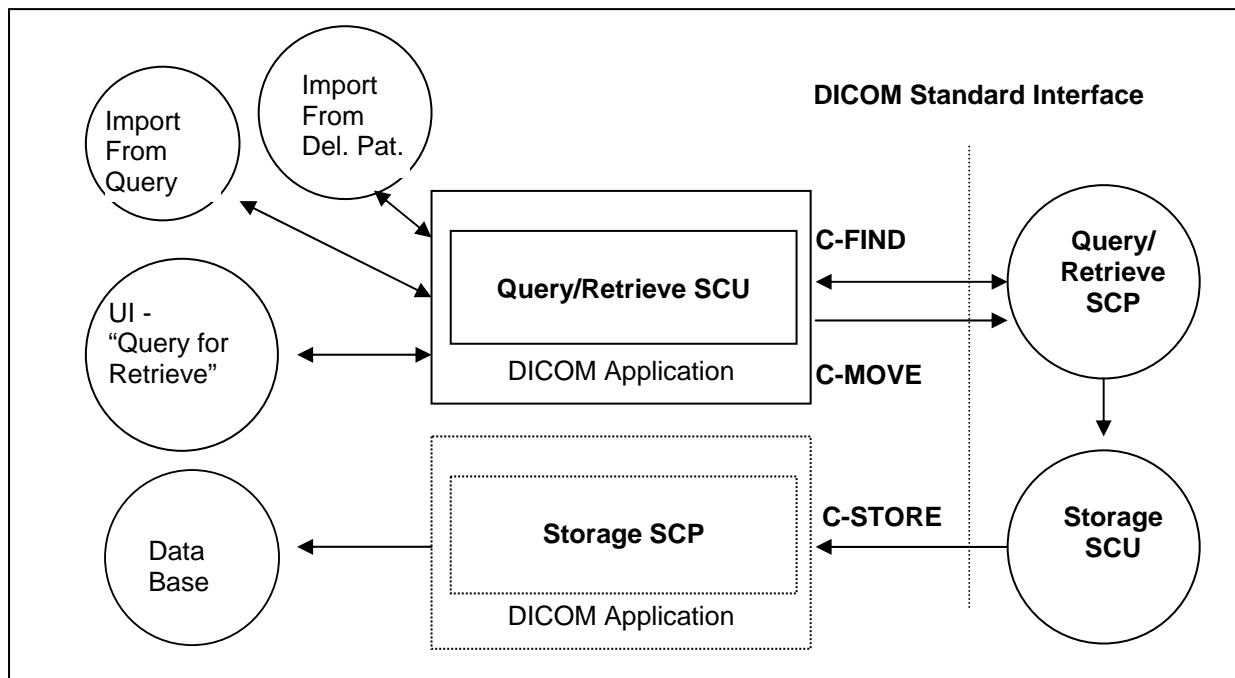 Import
From
Query
Import
From
Del. Pat.
DICOM Standard Interface
UI -
“Query for
Retrieve”
Query/Retrieve SCU
DICOM Application
C-FIND
C-MOVE
Query/
Retrieve
SCP
Data
Base
Storage SCP
DICOM Application
C-STORE
Storage
SCU